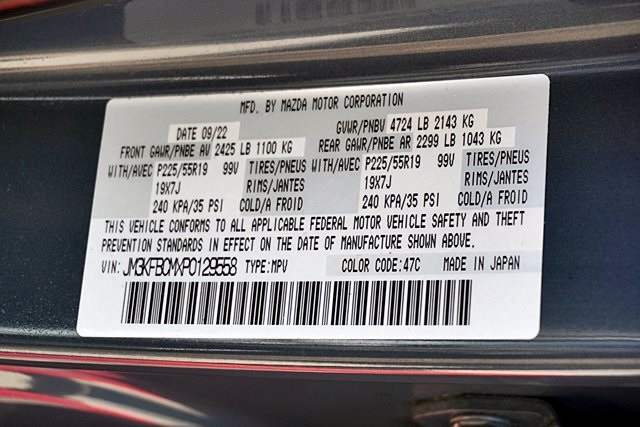 MFD. BY MAZDA MOTOR CORPORATION
DATE 09/22 GVWR/PNBV 4724 LB 2143 KG
FRONT GAWR/PNBE AV 2425 LB 1100 KG REAR GAWR/PNBE AR 2299 LB 1043 KG
WITH/AVEC P225/55R19 99V TIRES/PNEUS WITH/AVEC P225/55R19 99V TIRES/PNEUS
19X7J RIMS/JANTES 19X7J RIMS/JANTES
240 KPA/35 PSI COLD/A FROID 240 KPA/35 PSI COLD/A FROID
THIS VEHICLE CONFORMS TO ALL APPLICABLE FEDERAL MOTOR VEHICLE SAFETY AND THEFT
PREVENTION STANDARDS IN EFFECT ON THE DATE OF MANUFACTURE SHOWN ABOVE.
VIN: JM3KFBCMXP0129558 TYPE:MPV COLOR CODE:47C MADE IN JAPAN